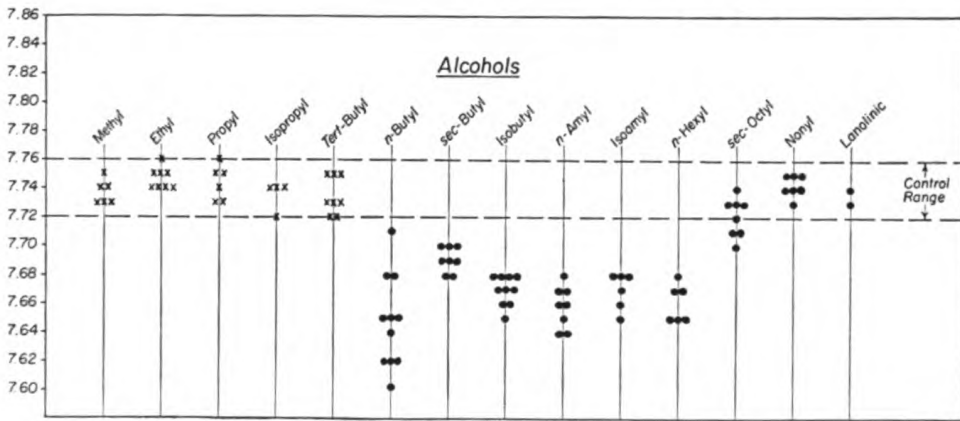 7.86
7.84
7.82
7.80
7.78
7.76
7.74
7.72
7.70
7.68
7.66
7.64
7.62
7.60
Alcohols
Methyl
Ethyl
Propyl
Isopropyl
Tert-Butyl
n-Butyl
sec-Butyl
Isobutyl
n-Amyl
Isoamyl
n-Hexyl
sec-Octyl
Nonyl
Lanolinic
Control
Range